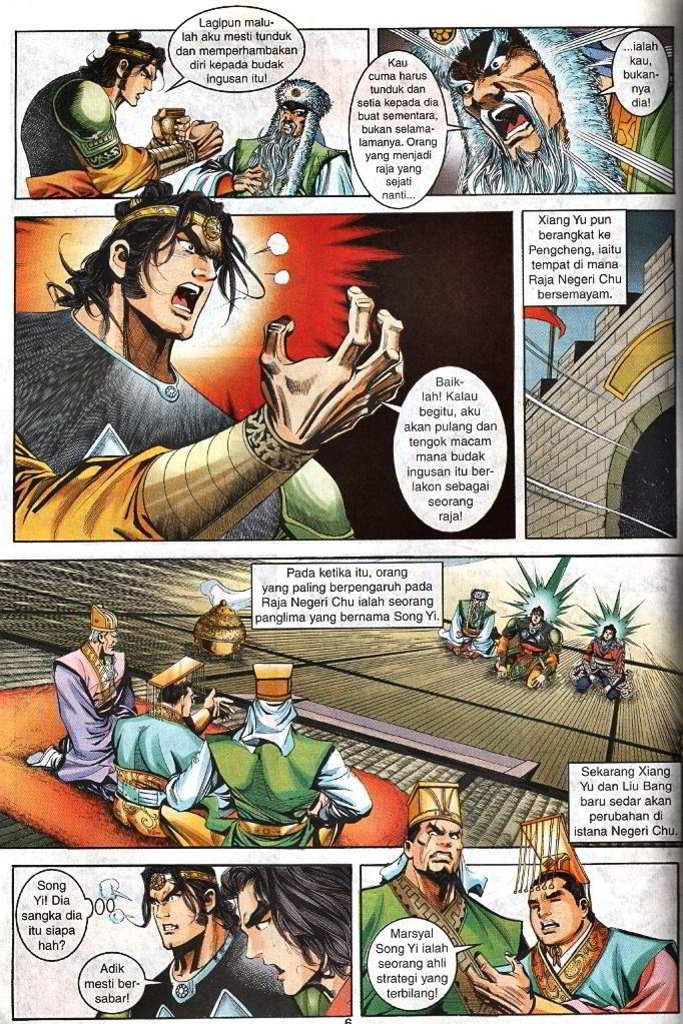 Lagipun malu-
lah aku mesti tunduk
dan memperhambakan
diri kepada budak
ingusan itu!
Kau
cuma harus
tunduk dan
setia kepada dia
buat sementara,
bukan selama-
lamanya. Orang
yang menjadi
raja yang
sejati
nanti...
...ialah
kau,
bukan-
nya
dia!
Baik-
lah! Kalau
begitu, aku
akan pulang dan
tengok macam
mana budak
ingusan itu ber-
lakon sebagai
seorang
raja!
Xiang Yu pun
berangkat ke
Pengcheng, iaitu
tempat di mana
Raja Negeri Chu
bersemayam.
Pada ketika itu, orang
yang paling berpengaruh pada
Raja Negeri Chu ialah seorang
panglima yang bernama Song Yi.
Sekarang Xiang
Yu dan Liu Bang
baru sedar akan
perubahan di
istana Negeri Chu.
Song
Yi! Dia
sangka dia
itu siapa
hah?
Adik
mesti ber-
sabar!
Marsyal
Song Yi ialah
seorang ahli
strategi yang
terbilang!
6